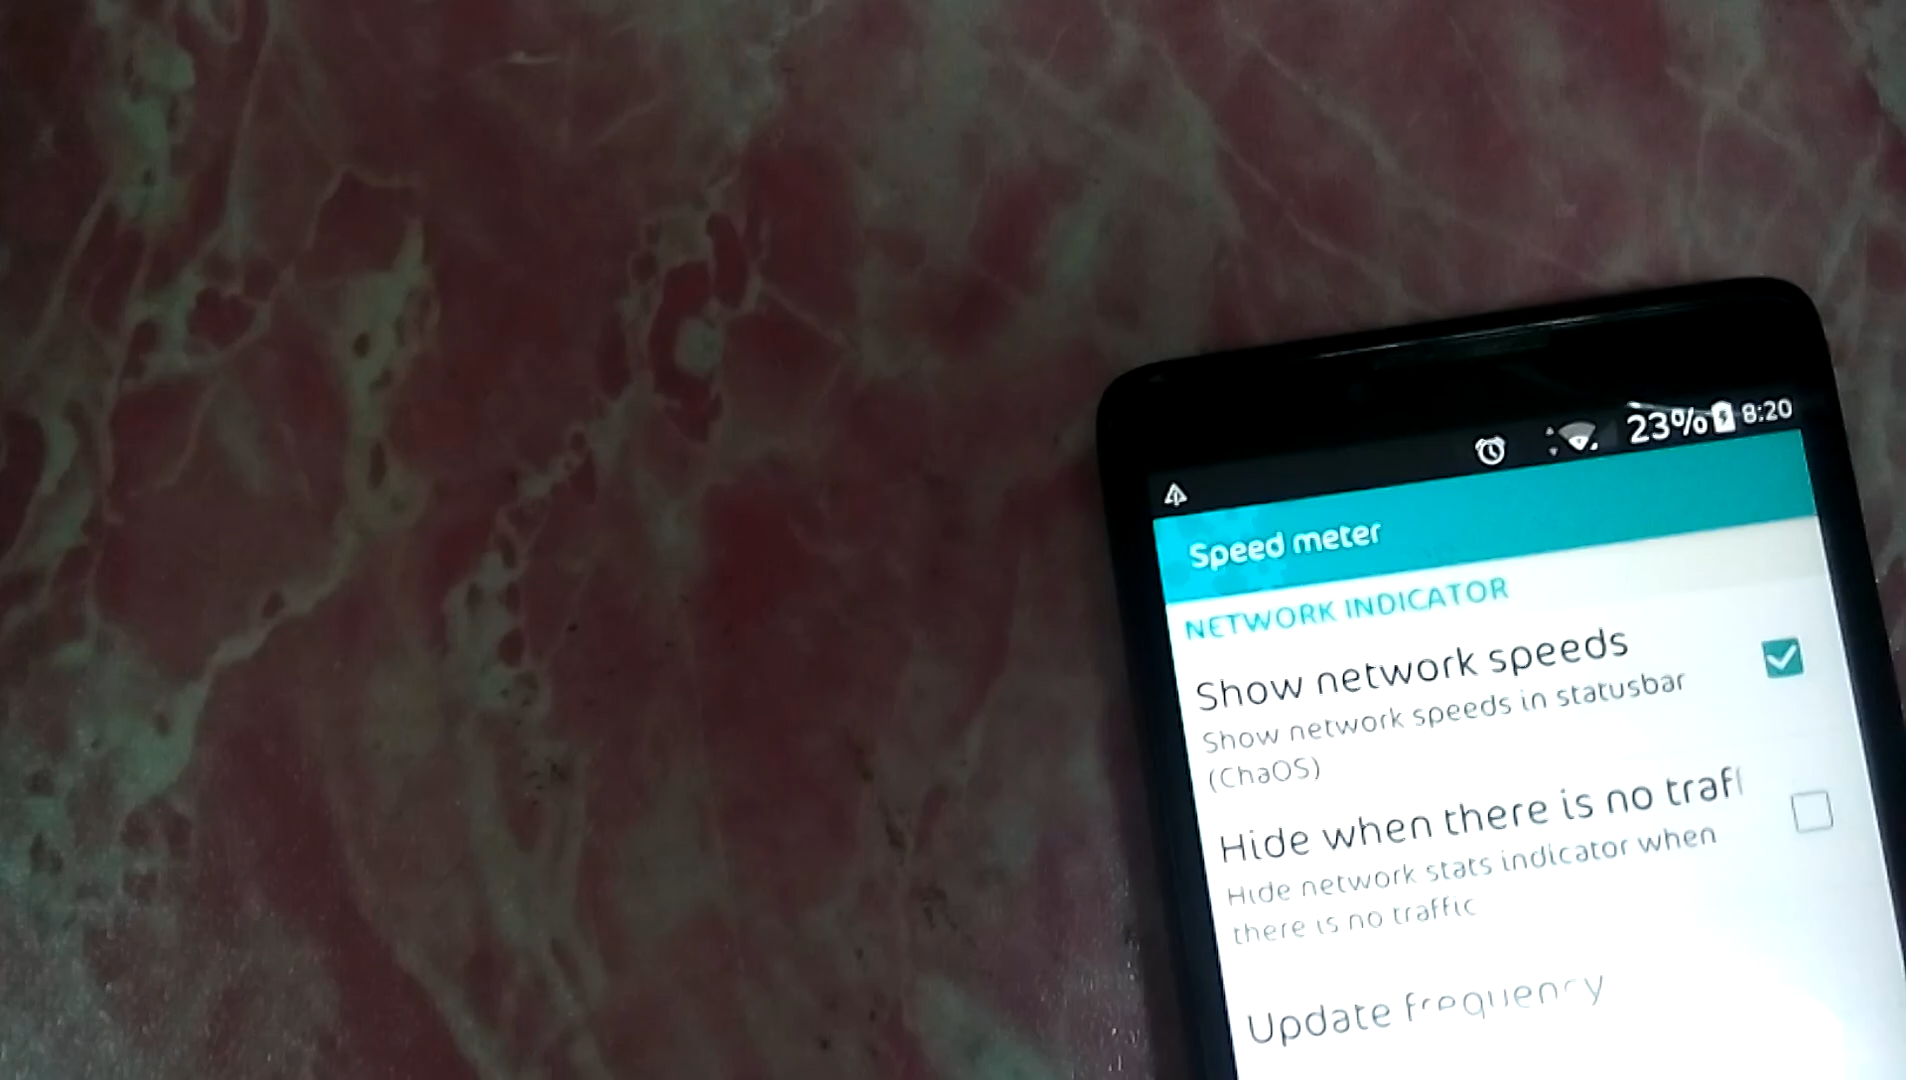 23% 8:20
Speed meter
NETWORK INDICATOR
Show network speeds
Show network speeds in statusbar
(ChaOS)
Hide when there is no traf
Hide network stats indicator when
there is no traffic
Update frequency